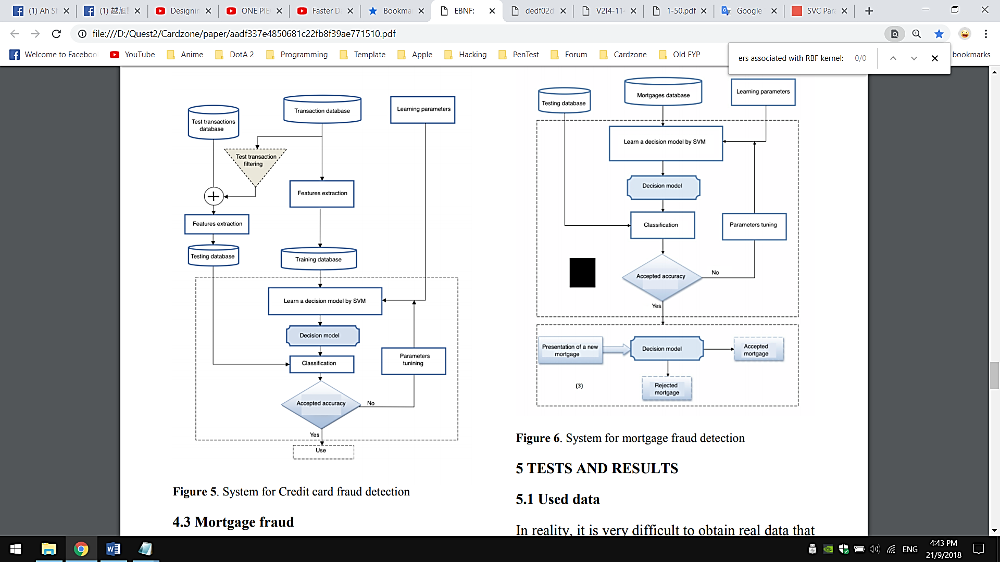 (1) Ah S
(1) 越旭
Designin
ONE PIE
Faster D
Bookma
EBNF:
dedf02d
V2I4-11
1-50.pdf
Google
SVC Par
file:///D:/Quest2/Cardzone/paper/aadf337e4850681c22fb8f39ae771510.pdf
Welcome to Faceboo
YouTube
Anime
DotA 2
Programming
Template
Apple
Hacking
PenTest
Forum
Cardzone
Old FYP
bookmarks
ers associated with RBF kernel: 0/0
Test transactions
database
Transaction database
Learning parameters
Test transaction
filtering
Features extraction
Features extraction
Testing database
Training database
Learn a decision model by SVM
Decision model
Classification
Parameters
tunining
Accepted accuracy
No
Yes
Use
Figure 5. System for Credit card fraud detection
4.3 Mortgage fraud
Testing database
Mortgages database
Learning parameters
Learn a decision model by SVM
Decision model
Classification
Parameters tuning
Accepted accuracy
No
Yes
Presentation of a new
mortgage
Decision model
Accepted
mortgage
(3)
Rejected
mortgage
Figure 6. System for mortgage fraud detection
5 TESTS AND RESULTS
5.1 Used data
In reality, it is very difficult to obtain real data that
ENG
4:43 PM
21/9/2018